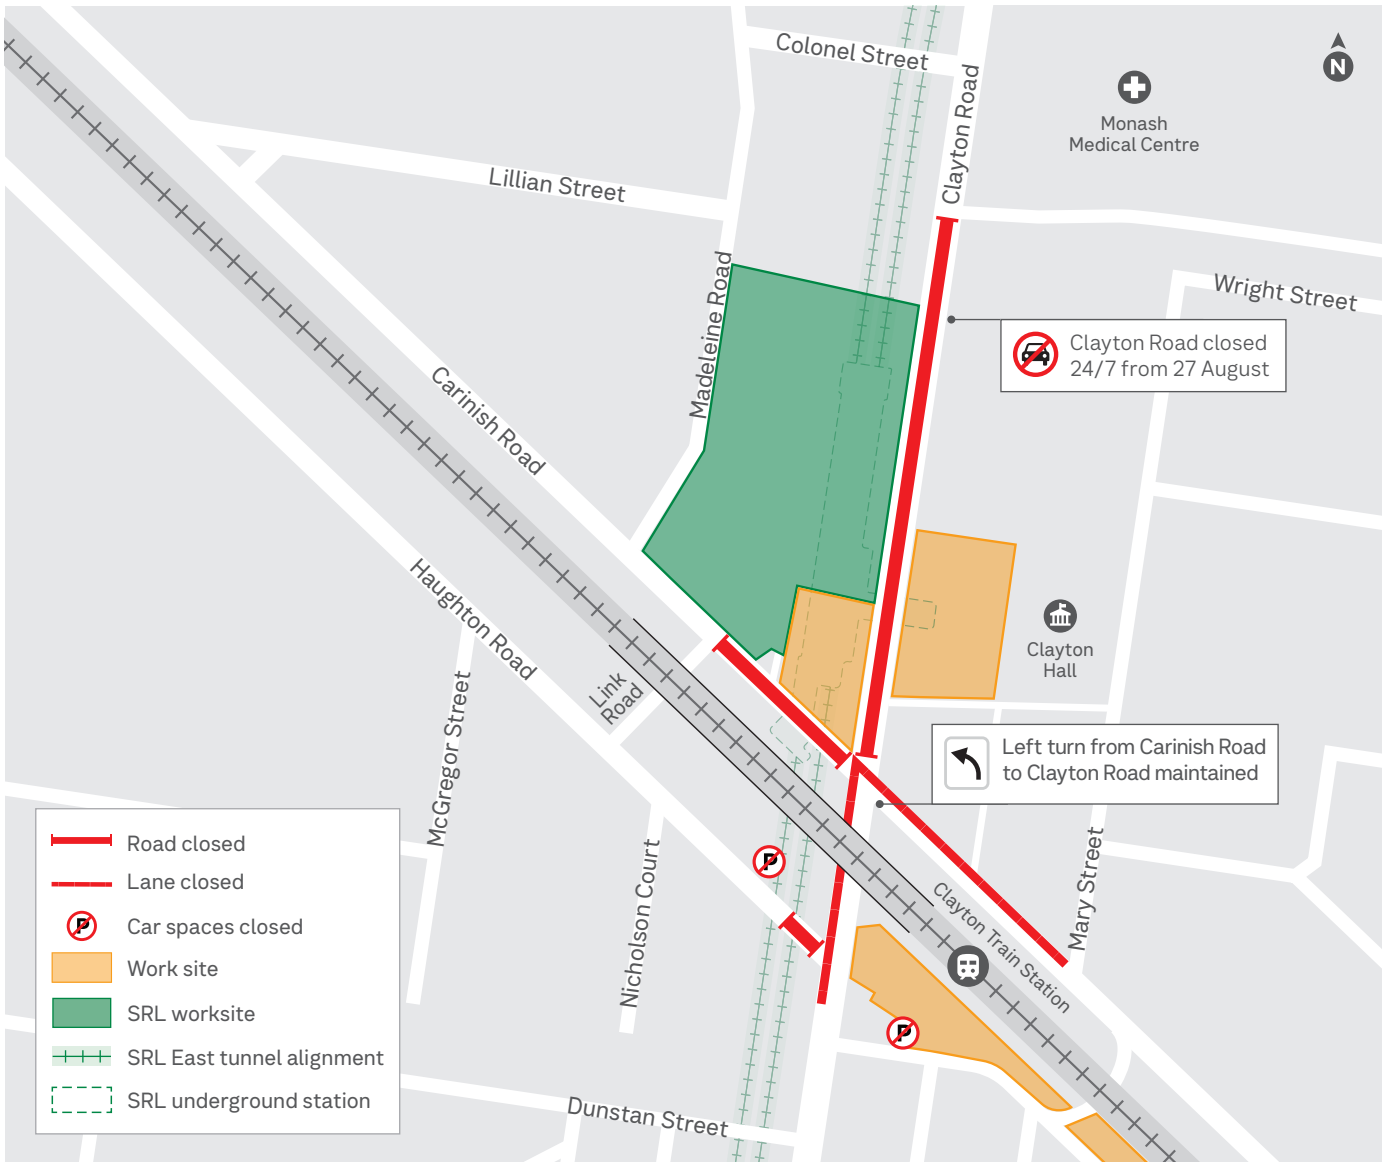 Colonel Street
Clayton Road
N
Monash
Medical Centre
Lillian Street
Madeleine Road
Wright Street
Clayton Road closed
24/7 from 27 August
Carinish Road
Haughton Road
Link
Road
Clayton
Hall
McGregor Street
Left turn from Carinish Road
to Clayton Road maintained
Nicholson Court
Mary Street
Clayton Train Station
P
P
Dunstan Street
Road closed
Lane closed
P
Car spaces closed
Work site
SRL worksite
SRL East tunnel alignment
SRL underground station